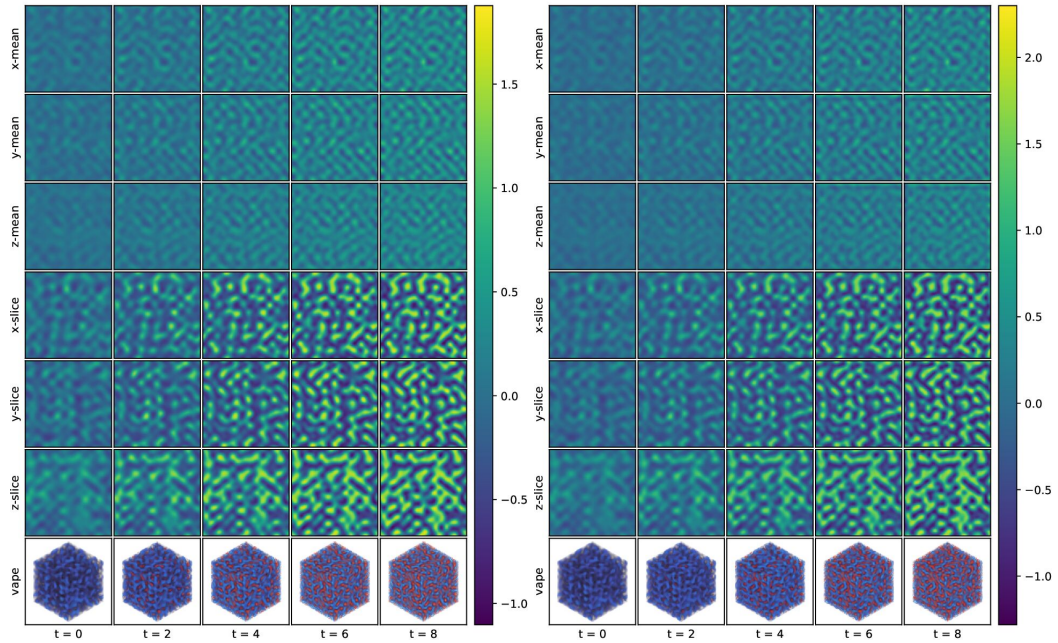 x-mean
y-mean
z-mean
x-slice
y-slice
z-slice
vape
t = 0 t = 2 t = 4 t = 6 t = 8
1.5
1.0
0.5
0.0
−0.5
−1.0
x-mean
y-mean
z-mean
x-slice
y-slice
z-slice
vape
t = 0 t = 2 t = 4 t = 6 t = 8
2.0
1.5
1.0
0.5
0.0
−0.5
−1.0